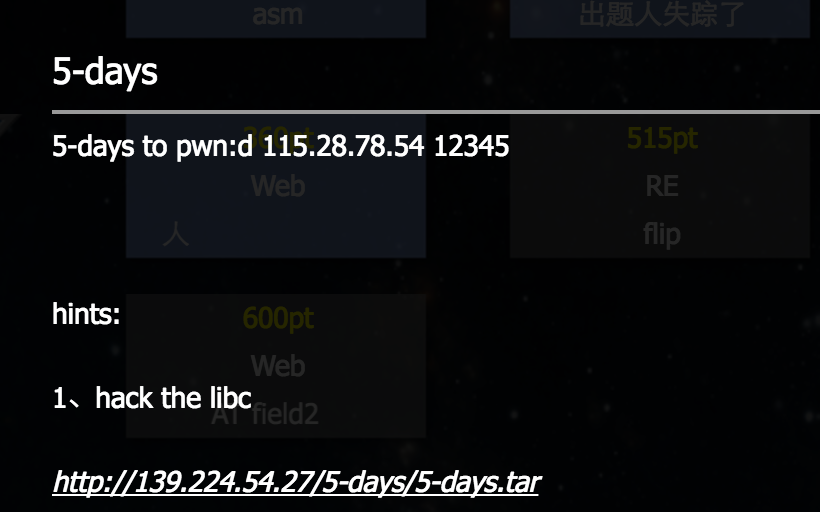 asm
出题人失踪了
5-days
360pt
515pt
5-days to pwn:d 115.28.78.54 12345
Web
RE
人
flip
hints:
600pt
Web
1、hack the libc
AT field2
http://139.224.54.27/5-days/5-days.tar